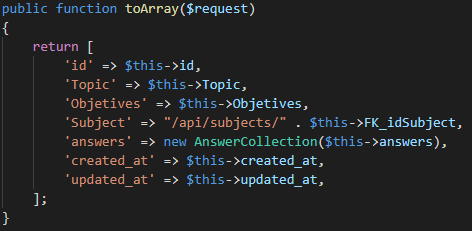 public function toArray($request)
{
    return [
        'id' => $this->id,
        'Topic' => $this->Topic,
        'Objetives' => $this->Objetives,
        'Subject' => "/api/subjects/" . $this->FK_idSubject,
        'answers' => new AnswerCollection($this->answers),
        'created_at' => $this->created_at,
        'updated_at' => $this->updated_at,
    ];
}